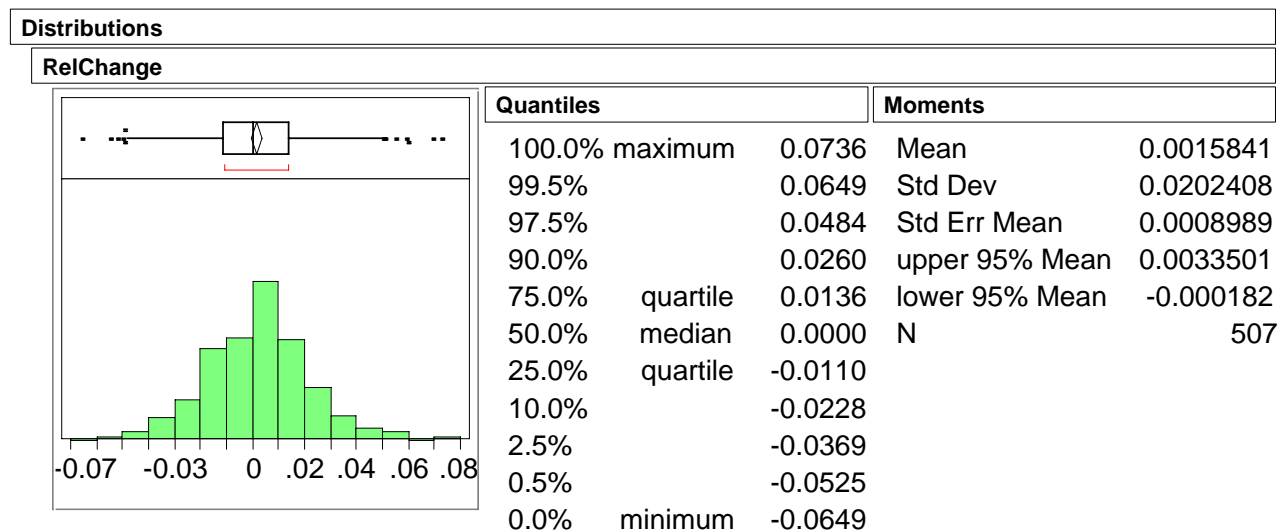 Distributions
RelChange
-0.07 -0.03 0 .02 .04 .06 .08
Quantiles
100.0% maximum 0.0736
99.5% 0.0649
97.5% 0.0484
90.0% 0.0260
75.0% quartile 0.0136
50.0% median 0.0000
25.0% quartile -0.0110
10.0% -0.0228
2.5% -0.0369
0.5% -0.0525
0.0% minimum -0.0649
Moments
Mean 0.0015841
Std Dev 0.0202408
Std Err Mean 0.0008989
upper 95% Mean 0.0033501
lower 95% Mean -0.000182
N 507